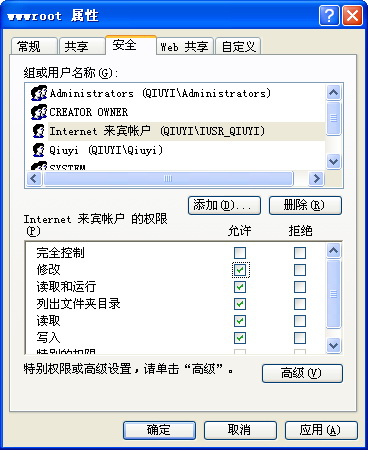 wwwroot 属性
常规 共享 安全 Web 共享 自定义
组或用户名称(G):
Administrators (QIUYI\Administrators)
CREATOR OWNER
Internet 来宾帐户 (QIUYI\IUSR_QIUYI)
Qiuyi (QIUYI\Qiuyi)
SYSTEM
添加(D)... 删除(R)
Internet 来宾帐户 的权限
(P) 允许 拒绝
完全控制
修改
读取和运行
列出文件夹目录
读取
写入
特别的权限
特别权限或高级设置，请单击“高级”。 高级(V)
确定 取消 应用(A)